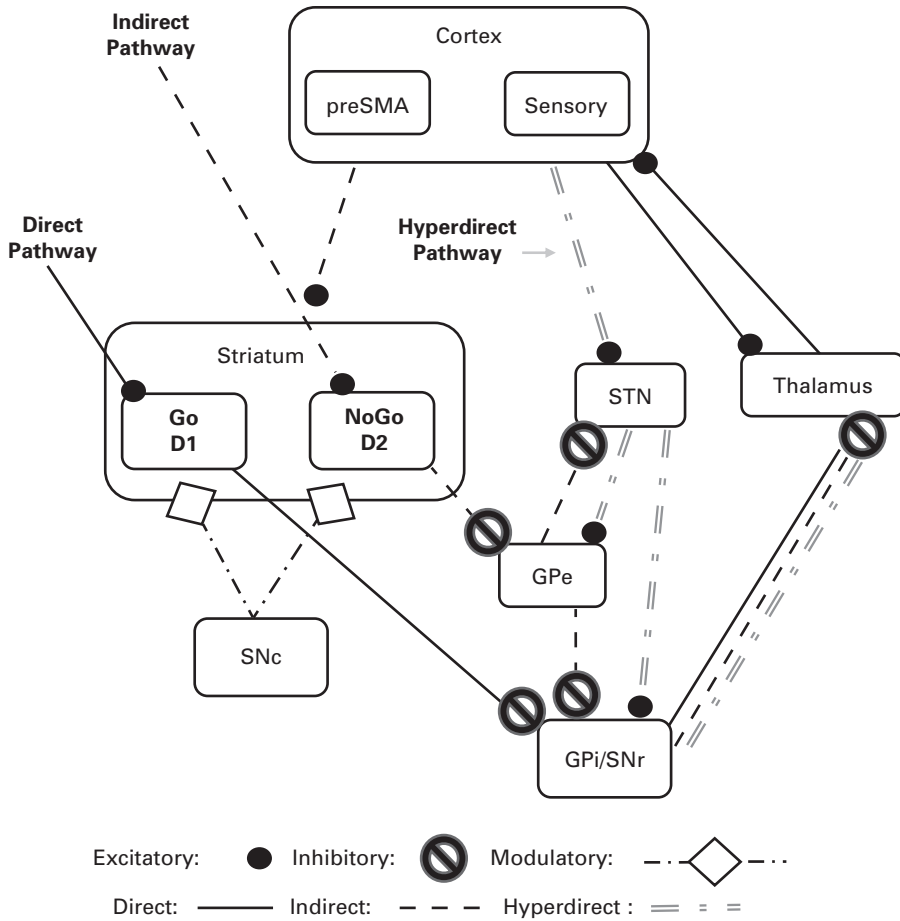 Indirect
Pathway
Cortex
preSMA
Sensory
Direct
Pathway
Hyperdirect
Pathway
Striatum
Go
D1
NoGo
D2
STN
Thalamus
GPe
SNc
GPi/SNr
Excitatory: Inhibitory: Modulatory:
Direct: Indirect: Hyperdirect :